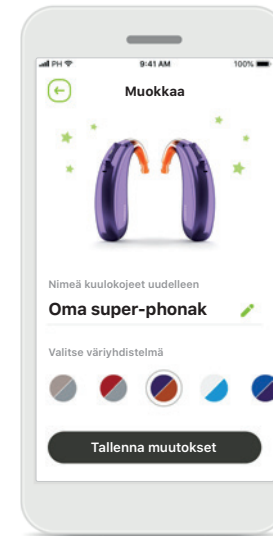 PH 9:41 AM 100%
Muokkaa
Nimeä kuulokojeet uudelleen
Oma super-phonak
Valitse väriyhdistelmä
Tallenna muutokset